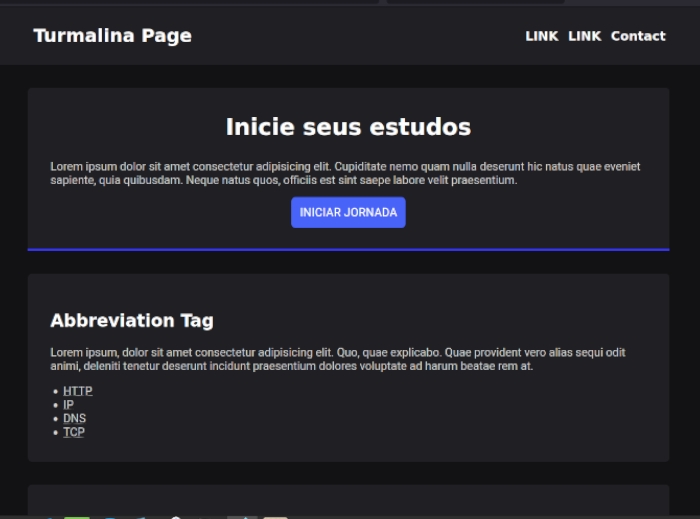 Turmalina Page
LINK LINK Contact
Inicie seus estudos
Lorem ipsum dolor sit amet consectetur adipisicing elit. Cupiditate nemo quam nulla deserunt hic natus quae eveniet
sapiente, quia quibusdam. Neque natus quos, officiis est sint saepe labore velit praesentium.
INICIAR JORNADA
Abbreviation Tag
Lorem ipsum, dolor sit amet consectetur adipisicing elit. Quo, quae explicabo. Quae provident vero alias sequi odit
animi, deleniti tenetur deserunt incidunt praesentium dolores voluptate ad harum beatae rem at.
HTTP
IP
DNS
TCP